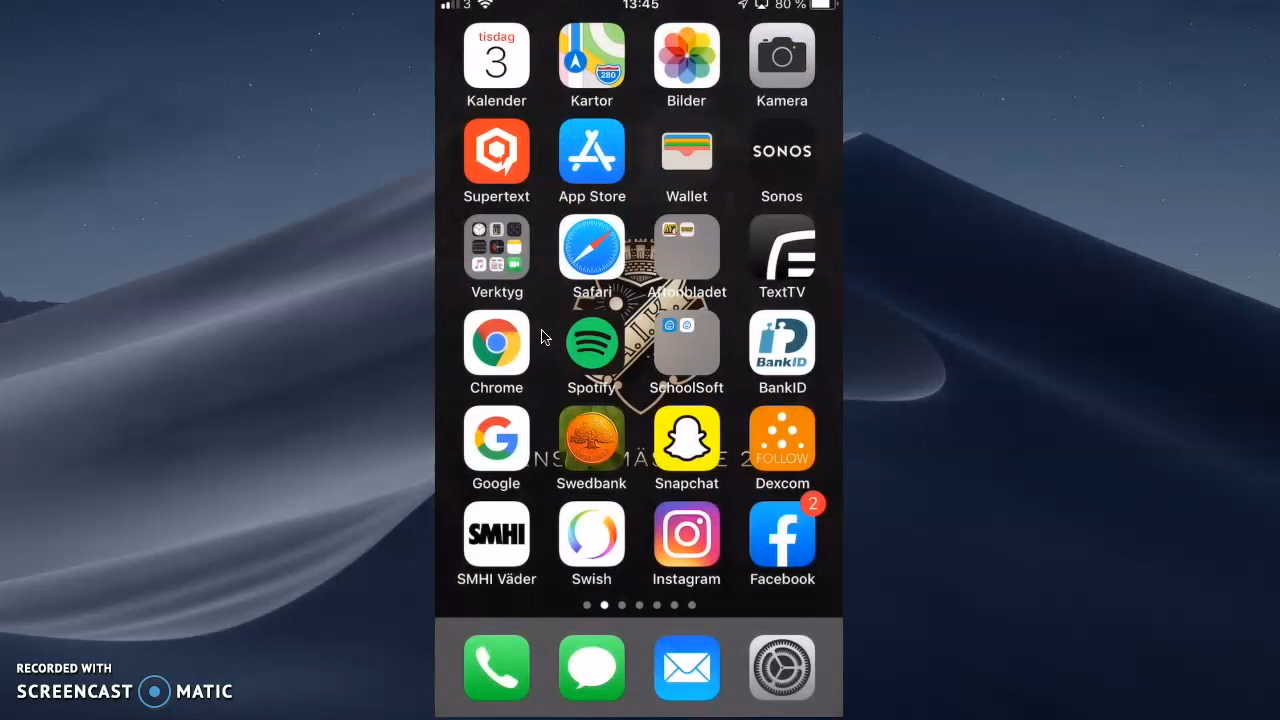 3 13:45 80 %
tisdag
3
280
Kalender Kartor Bilder Kamera
SONOS
Supertext App Store Wallet Sonos
Verktyg Safari Aftonbladet TextTV
BankID
Chrome Spotify SchoolSoft BankID
FOLLOW
Google Swedbank Snapchat Dexcom
2
SMHI
SMHI Väder Swish Instagram Facebook
RECORDED WITH
SCREENCAST MATIC